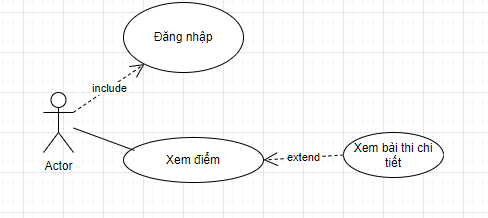 Đăng nhập
include
Actor
Xem điểm
extend
Xem bài thi chi
tiết